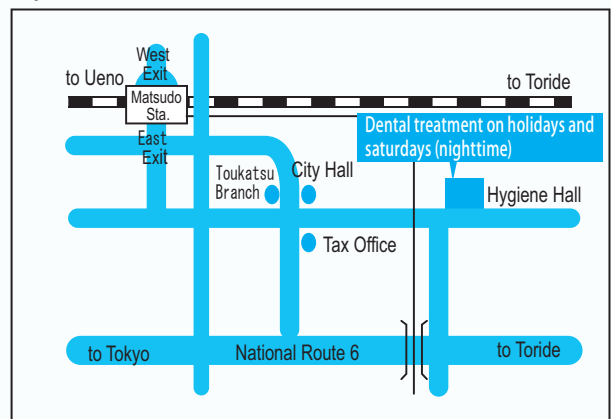 West
Exit
to Ueno
to Toride
Matsudo
Sta.
East
Exit
Dental treatment on holidays and
saturdays (nighttime)
Toukatsu
Branch
City Hall
Hygiene Hall
Tax Office
to Tokyo
National Route 6
to Toride